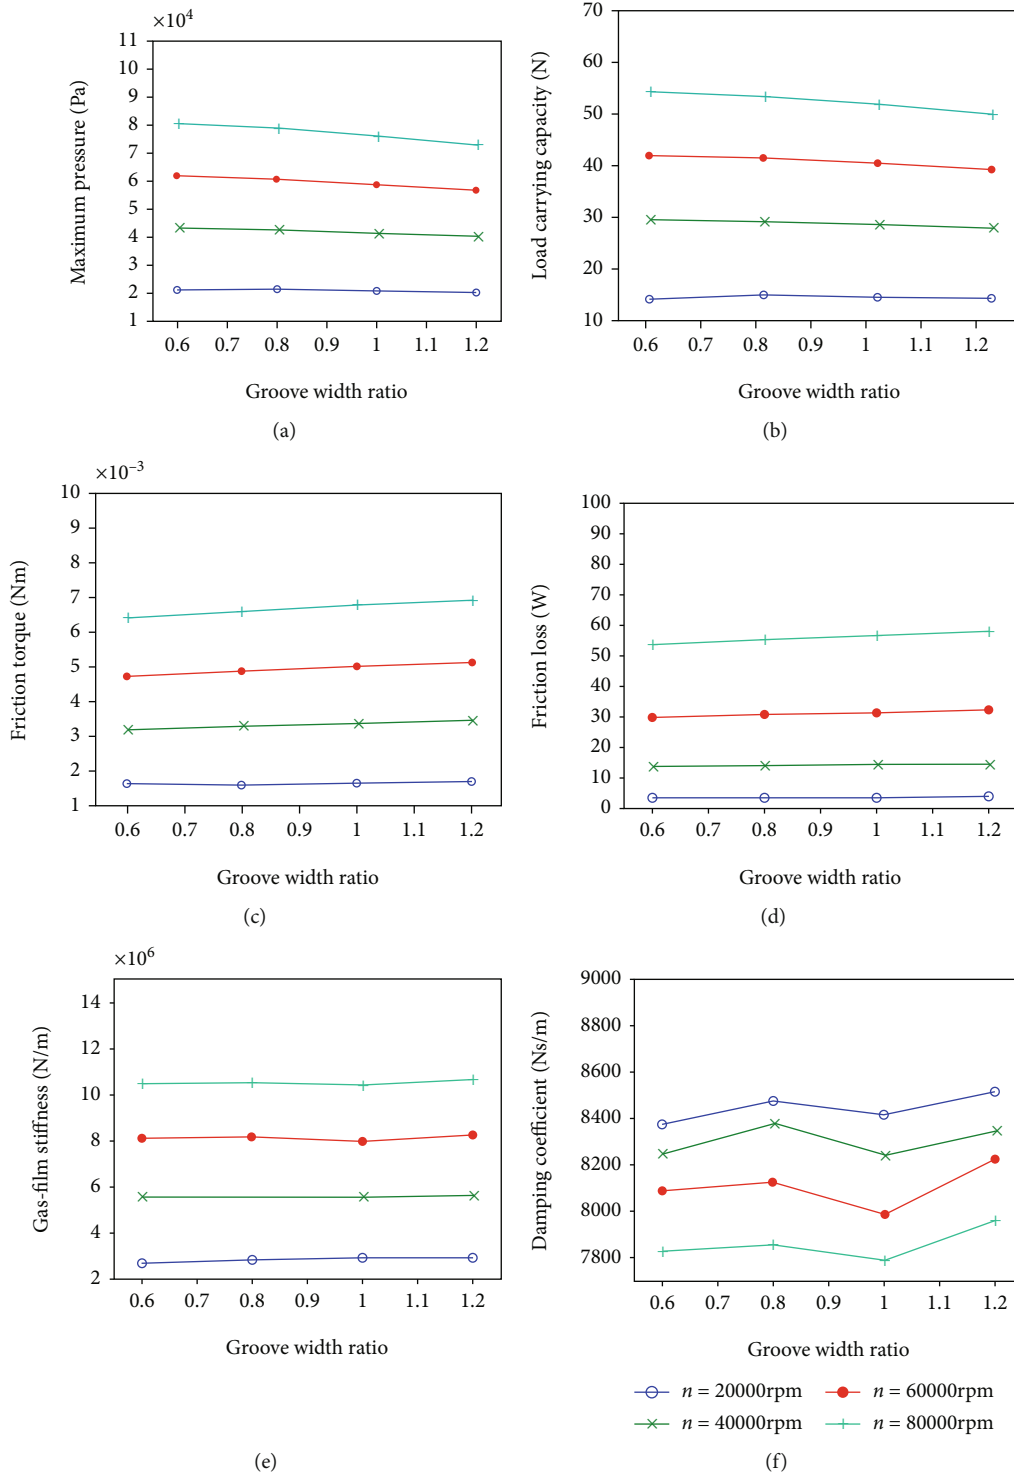 ×10⁴
11
10
9
8
7
6
5
4
3
2
1
Maximum pressure (Pa)
0.6 0.7 0.8 0.9 1 1.1 1.2
Groove width ratio
(a)
70
60
50
40
30
20
10
Load carrying capacity (N)
0.6 0.7 0.8 0.9 1 1.1 1.2
Groove width ratio
(b)
×10⁻³
10
9
8
7
6
5
4
3
2
1
Friction torque (Nm)
0.6 0.7 0.8 0.9 1 1.1 1.2
Groove width ratio
(c)
100
90
80
70
60
50
40
30
20
10
0
Friction loss (W)
0.6 0.7 0.8 0.9 1 1.1 1.2
Groove width ratio
(d)
×10⁶
14
12
10
8
6
4
2
Gas-film stiffness (N/m)
0.6 0.7 0.8 0.9 1 1.1 1.2
Groove width ratio
(e)
9000
8800
8600
8400
8200
8000
7800
Damping coefficient (Ns/m)
0.6 0.7 0.8 0.9 1 1.1 1.2
Groove width ratio
n = 20000rpm n = 60000rpm
n = 40000rpm n = 80000rpm
(f)